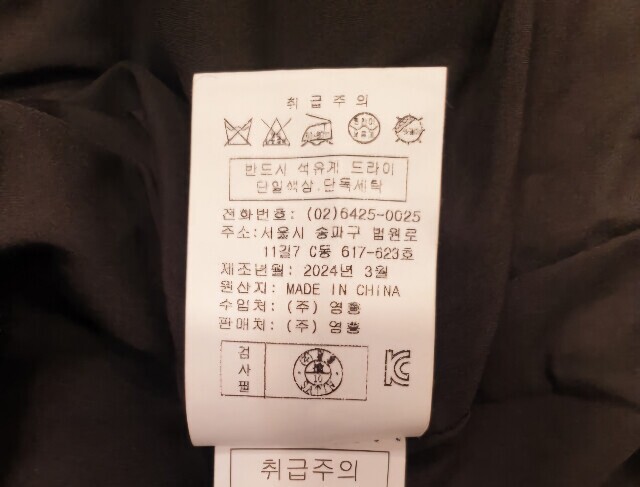 취급주의
반드시 석유계 드라이
단일색상.단독세탁
전화번호: (02)6425-0025
주소:서울시 송파구 법원로
11길7 C동 617-623호
제조년월: 2024년 3월
원산지: MADE IN CHINA
수입처: (주) 영흥
판매처: (주) 영흥
검사필
취급주의